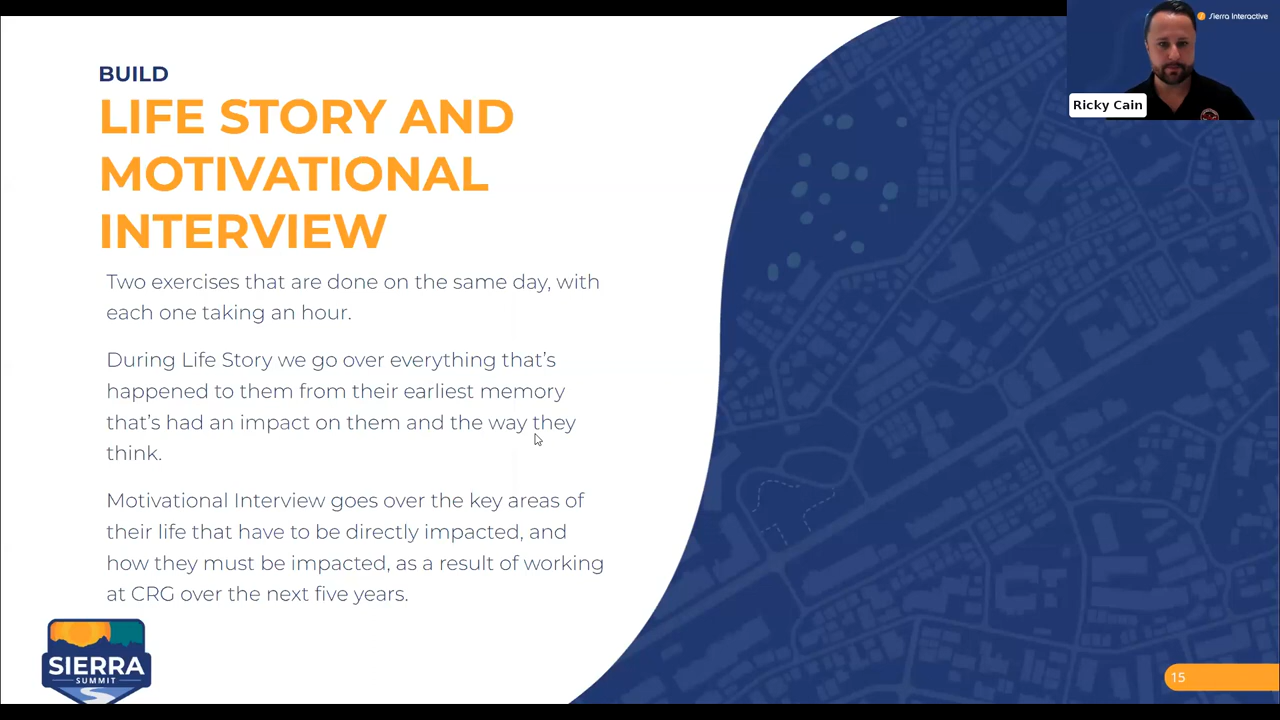 BUILD
LIFE STORY AND
MOTIVATIONAL
INTERVIEW
Two exercises that are done on the same day, with
each one taking an hour.
During Life Story we go over everything that's
happened to them from their earliest memory
that's had an impact on them and the way they
think.
Motivational Interview goes over the key areas of
their life that have to be directly impacted, and
how they must be impacted, as a result of working
at CRG over the next five years.
SIERRA
SUMMIT
Sierra Interactive
Ricky Cain
15